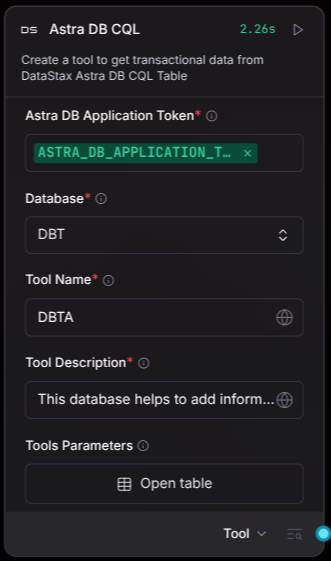 DS Astra DB CQL 2.26s
Create a tool to get transactional data from
DataStax Astra DB CQL Table
Astra DB Application Token*
ASTRA_DB_APPLICATION_T… ×
Database*
DBT
Tool Name*
DBTA
Tool Description*
This database helps to add inform...
Tools Parameters
Open table
Tool